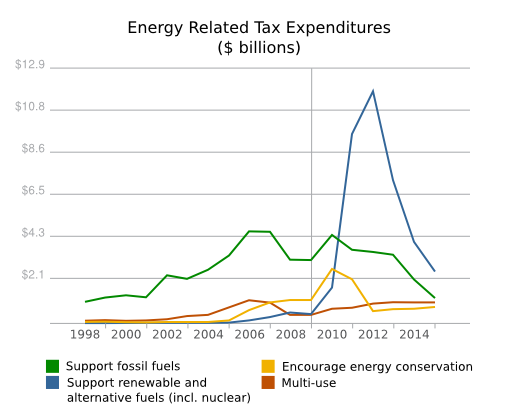 Energy Related Tax Expenditures
($ billions)
$12.9
$10.8
$8.6
$6.5
$4.3
$2.1
1998 2000 2002 2004 2006 2008 2010 2012 2014
Support fossil fuels
Support renewable and
alternative fuels (incl. nuclear)
Encourage energy conservation
Multi-use